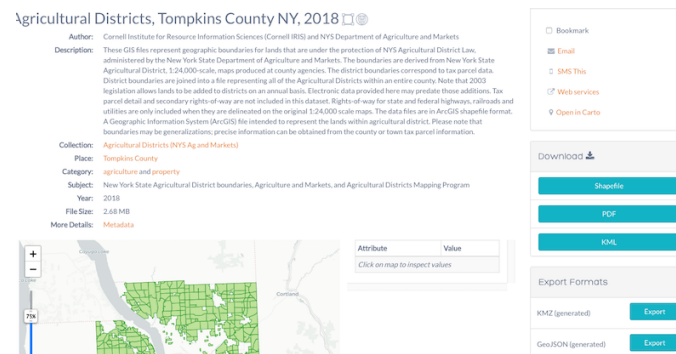 Agricultural Districts, Tompkins County NY, 2018
Author: Cornell Institute for Resource Information Sciences (Cornell IRIS) and NYS Department of Agriculture and Markets
Description: These GIS files represent geographic boundaries for lands that are under the protection of NYS Agricultural District Law,
administered by the New York State Department of Agriculture and Markets. The boundaries are derived from New York State
Agricultural District, 1:24,000-scale, maps produced at county agencies. The district boundaries correspond to tax parcel data.
District boundaries are joined into a file representing all of the Agricultural Districts within an entire county. Note that 2003
legislation allows lands to be added to districts on an annual basis. Electronic data provided here may predate those additions. Tax
parcel detail and secondary rights-of-way are not included in this dataset. Rights-of-way for state and federal highways, railroads and
utilities are only included when they are delineated on the original 1:24,000 scale maps. The data files are in ArcGIS shapefile format.
A Geographic Information System (ArcGIS) file intended to represent the lands within agricultural district. Please note that
boundaries may be generalizations; precise information can be obtained from the county or town tax parcel information.
Collection: Agricultural Districts (NYS Ag and Markets)
Place: Tompkins County
Category: agriculture and property
Subject: New York State Agricultural District boundaries, Agriculture and Markets, and Agricultural Districts Mapping Program
Year: 2018
File Size: 2.68 MB
More Details: Metadata
+
−
75%
Cortland
Attribute Value
Click on map to inspect values
Bookmark
Email
SMS This
Web services
Open in Carto
Download
Shapefile
PDF
KML
Export Formats
KMZ (generated) Export
GeoJSON (generated) Export